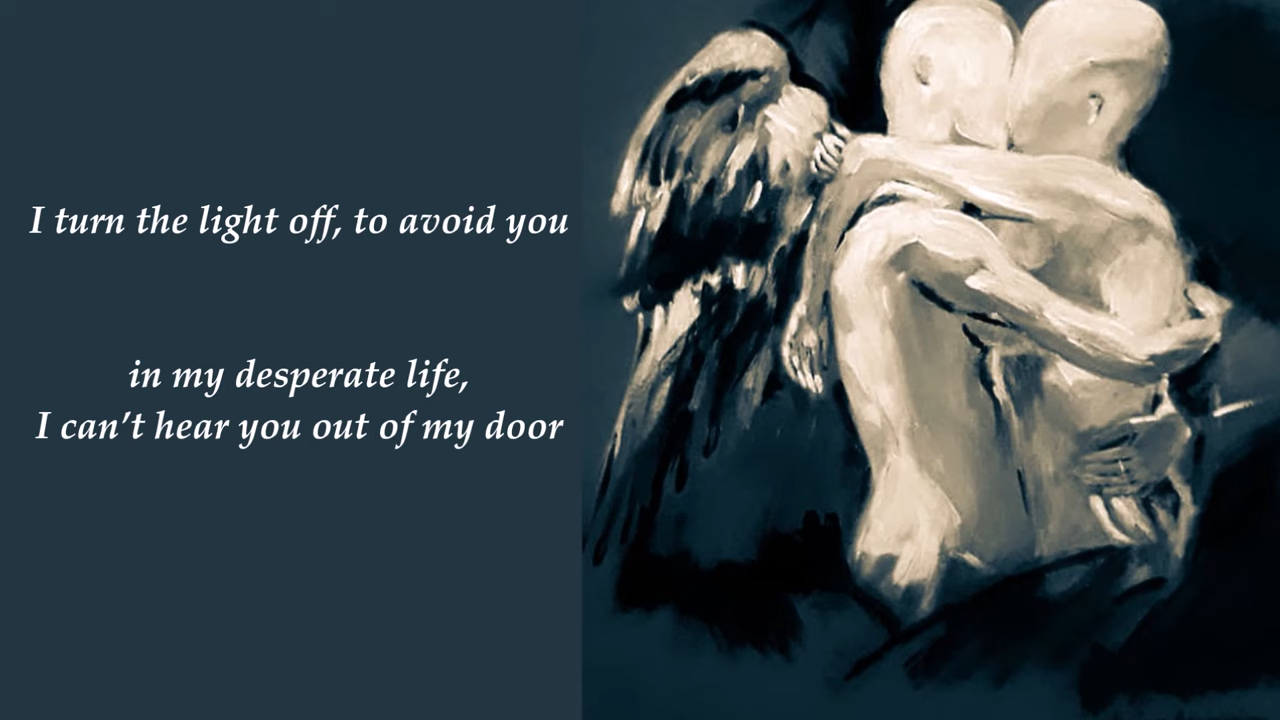 I turn the light off, to avoid you
in my desperate life,
I can’t hear you out of my door